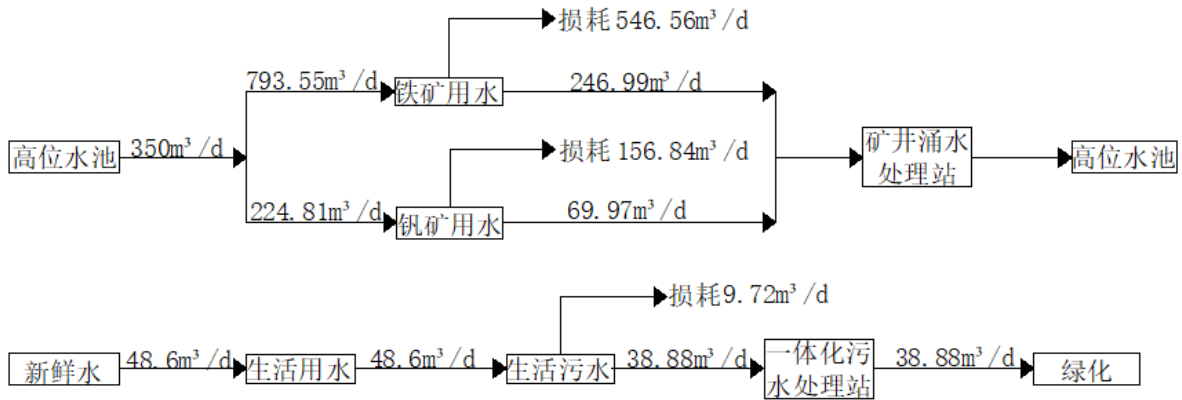 损耗546.56m³/d
793.55m³/d
铁矿用水
246.99m³/d
高位水池
350m³/d
损耗156.84m³/d
矿井涌水
处理站
高位水池
224.81m³/d
钒矿用水
69.97m³/d
损耗9.72m³/d
新鲜水
48.6m³/d
生活用水
48.6m³/d
生活污水
38.88m³/d
一体化污
水处理站
38.88m³/d
绿化